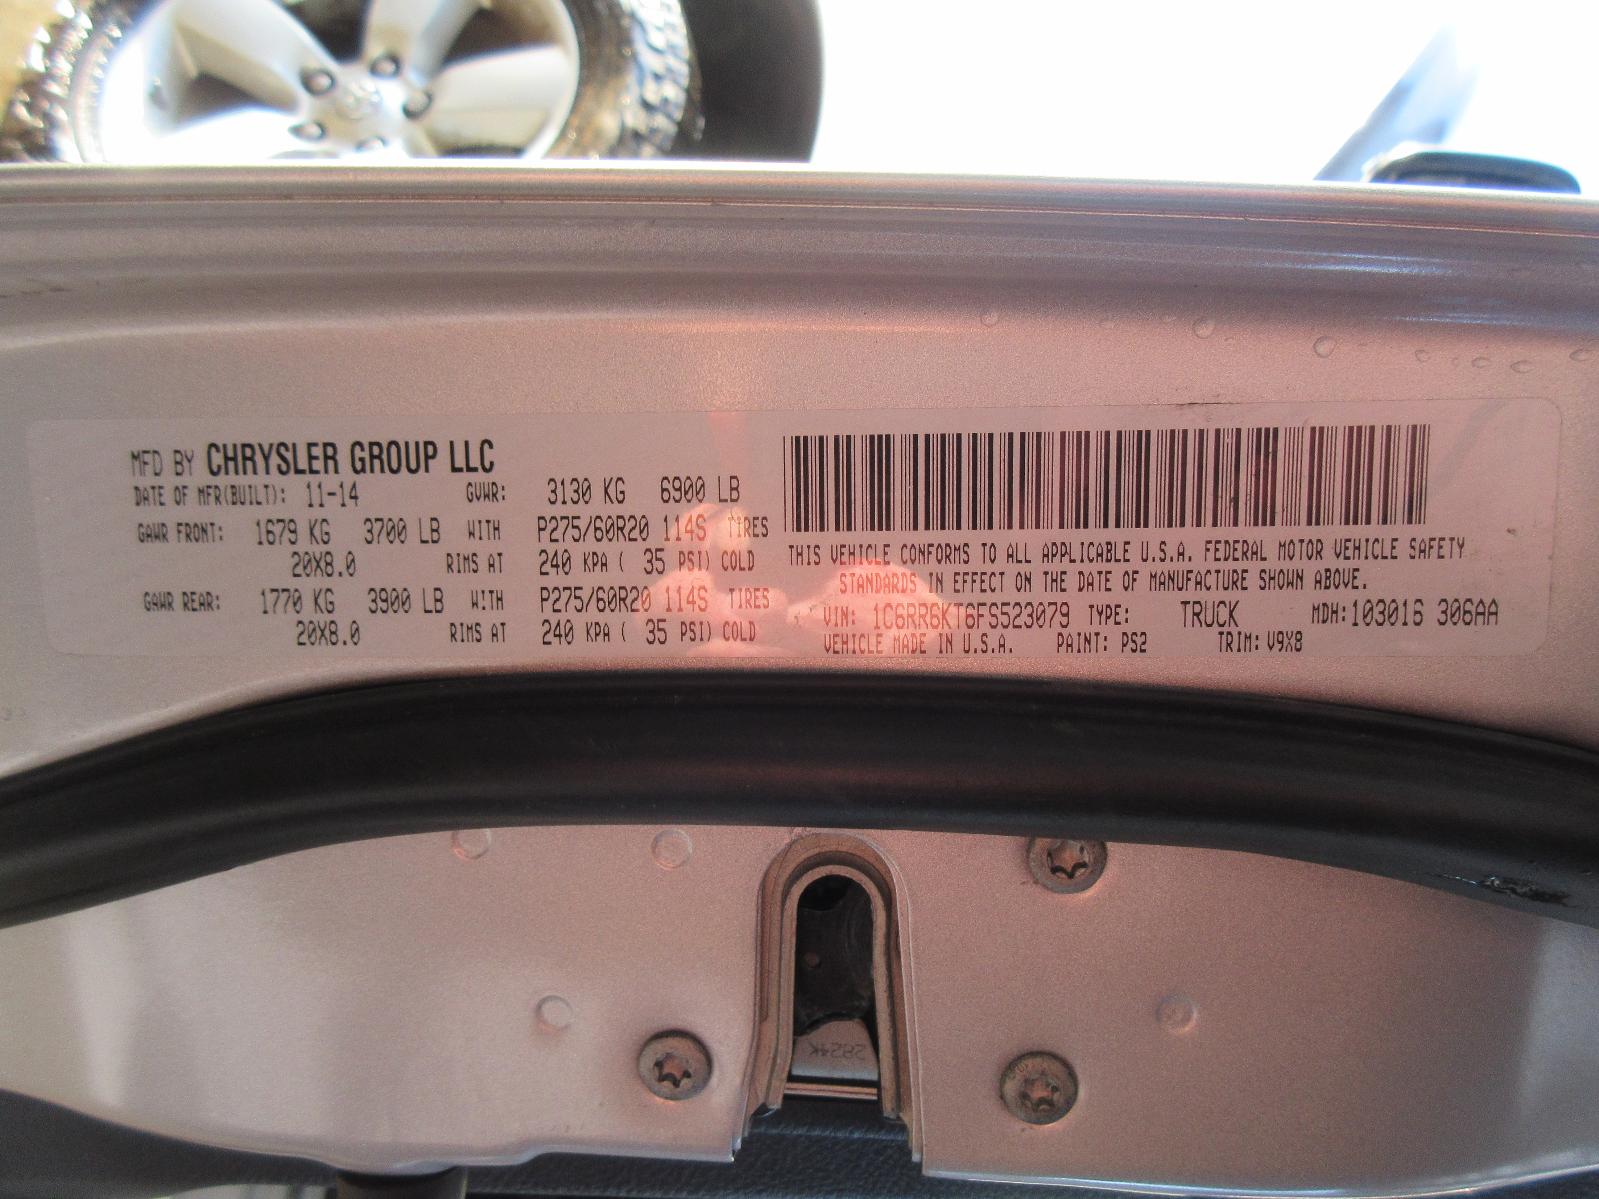 MFD BY CHRYSLER GROUP LLC
DATE OF MFR(BUILT): 11-14 GVWR: 3130 KG 6900 LB
GAWR FRONT: 1679 KG 3700 LB WITH P275/60R20 114S TIRES
20X8.0 RIMS AT 240 KPA ( 35 PSI) COLD
GAWR REAR: 1770 KG 3900 LB WITH P275/60R20 114S TIRES
20X8.0 RIMS AT 240 KPA ( 35 PSI) COLD
THIS VEHICLE CONFORMS TO ALL APPLICABLE U.S.A. FEDERAL MOTOR VEHICLE SAFETY
STANDARDS IN EFFECT ON THE DATE OF MANUFACTURE SHOWN ABOVE.
VIN: 1C6RR6KT6FS523079 TYPE: TRUCK MDH:103016 306AA
VEHICLE MADE IN U.S.A. PAINT: PS2 TRIM: V9X8
2824K